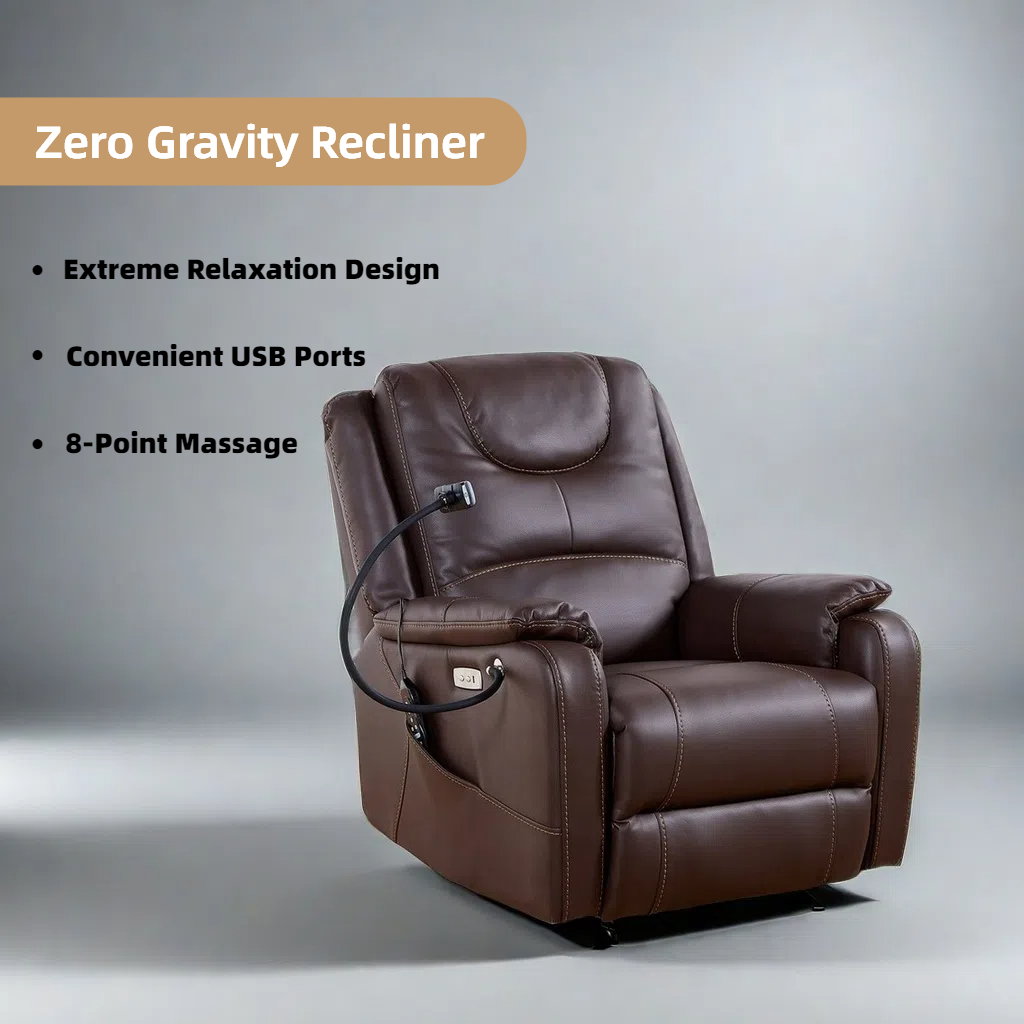 Zero Gravity Recliner
• Extreme Relaxation Design
• Convenient USB Ports
• 8-Point Massage